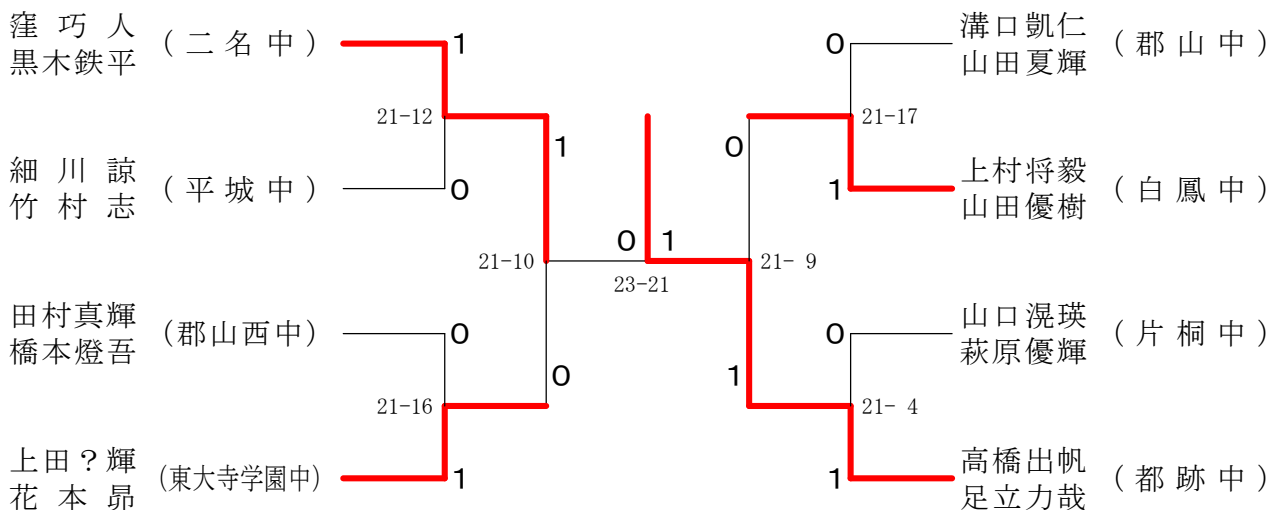 窪巧人
黒木鉄平
(二名中)
1
21-12
細川諒
竹村志
(平城中)
0
1
21-10
田村真輝
橋本燈吾
(郡山西中)
0
21-16
0
上田?輝
花本昴
(東大寺学園中)
1
0 1
23-21
溝口凱仁
山田夏輝
(郡山中)
0
21-17
上村将毅
山田優樹
(白鳳中)
1
0
21- 9
山口滉瑛
萩原優輝
(片桐中)
0
1
21- 4
高橋出帆
足立力哉
(都跡中)
1